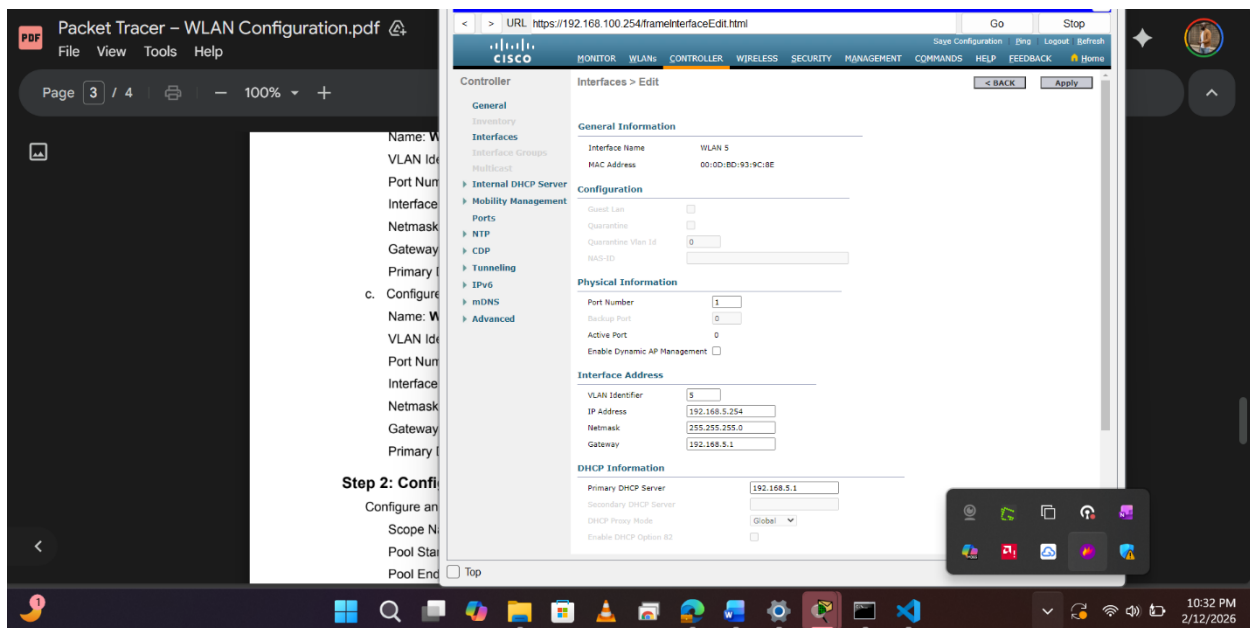 PDF
Packet Tracer – WLAN Configuration.pdf
File View Tools Help
Page 3 / 4
100%
Name: W
VLAN Ide
Port Num
Interface
Netmask
Gateway
Primary
c. Configure
Name: W
VLAN Ide
Port Num
Interface
Netmask
Gateway
Primary
Step 2: Confi
Configure an
Scope Na
Pool Star
Pool End
< > URL https://192.168.100.254/frameInterfaceEdit.html Go Stop
Save Configuration Ping Logout Refresh
CISCO
MONITOR WLANs CONTROLLER WIRELESS SECURITY MANAGEMENT COMMANDS HELP FEEDBACK Home
Controller
General
Inventory
Interfaces
Interface Groups
Multicast
Internal DHCP Server
Mobility Management
Ports
NTP
CDP
Tunneling
IPv6
mDNS
Advanced
Interfaces > Edit
< BACK Apply
General Information
Interface Name WLAN 5
MAC Address 00:0D:BD:93:9C:8E
Configuration
Guest Lan
Quarantine
Quarantine Vlan Id 0
NAS-ID
Physical Information
Port Number 1
Backup Port 0
Active Port 0
Enable Dynamic AP Management
Interface Address
VLAN Identifier 5
IP Address 192.168.5.254
Netmask 255.255.255.0
Gateway 192.168.5.1
DHCP Information
Primary DHCP Server 192.168.5.1
Secondary DHCP Server
DHCP Proxy Mode Global
Enable DHCP Option 82
Top
1
10:32 PM
2/12/2026